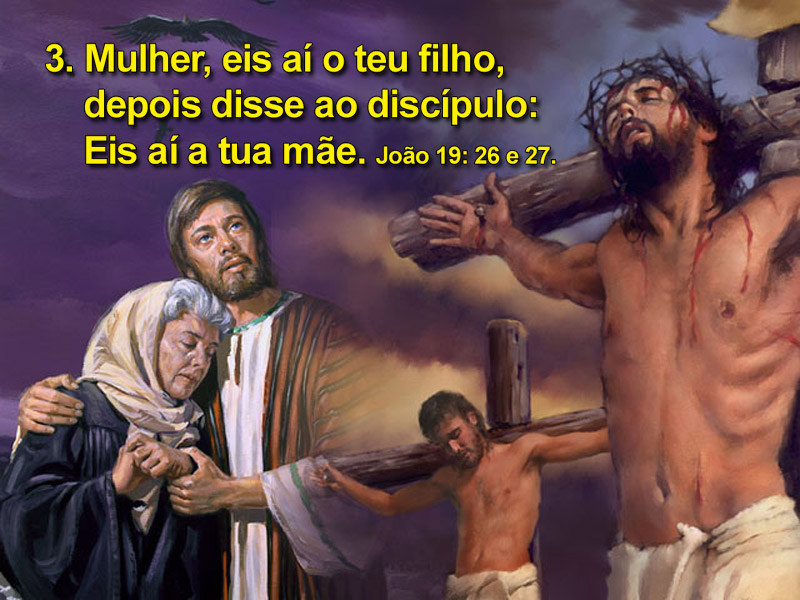 3. Mulher, eis aí o teu filho,
depois disse ao discípulo:
Eis aí a tua mãe. João 19: 26 e 27.